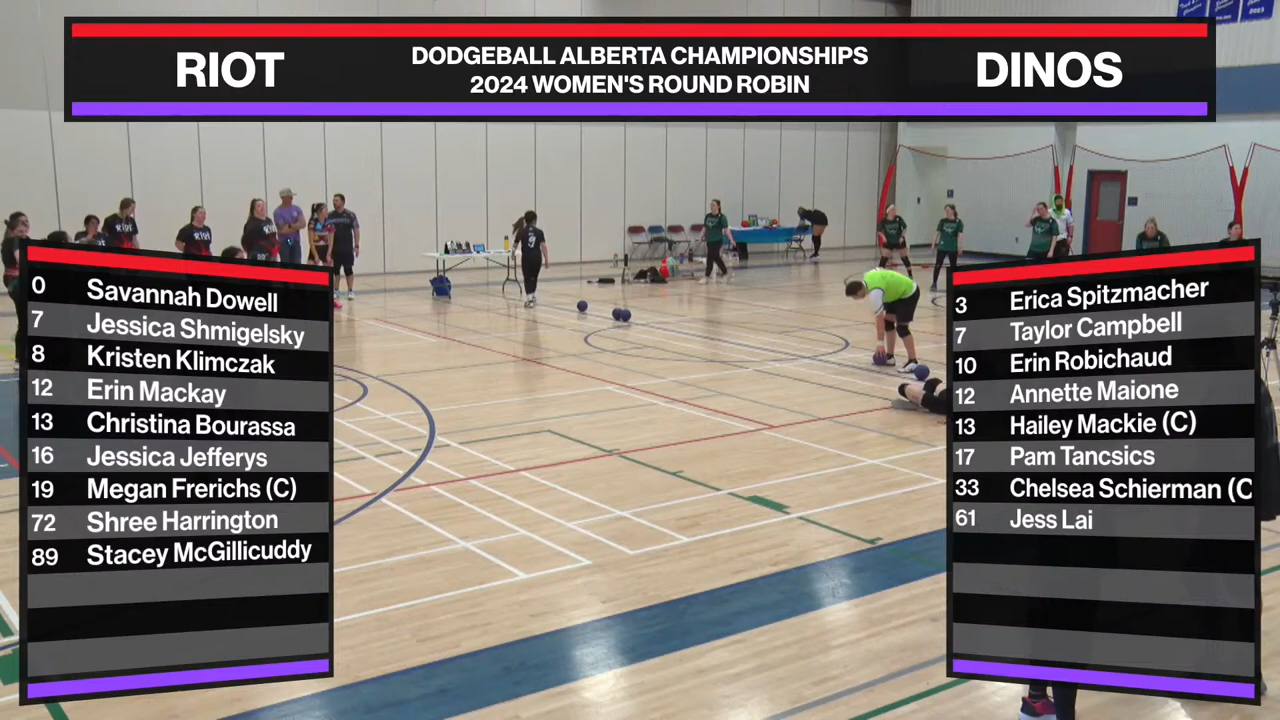 RIOT
DODGEBALL ALBERTA CHAMPIONSHIPS
2024 WOMEN'S ROUND ROBIN
DINOS
0 Savannah Dowell
7 Jessica Shmigelsky
8 Kristen Klimczak
12 Erin Mackay
13 Christina Bourassa
16 Jessica Jefferys
19 Megan Frerichs (C)
72 Shree Harrington
89 Stacey McGillicuddy
3 Erica Spitzmacher
7 Taylor Campbell
10 Erin Robichaud
12 Annette Maione
13 Hailey Mackie (C)
17 Pam Tancsics
33 Chelsea Schierman (C
61 Jess Lai
RIOT